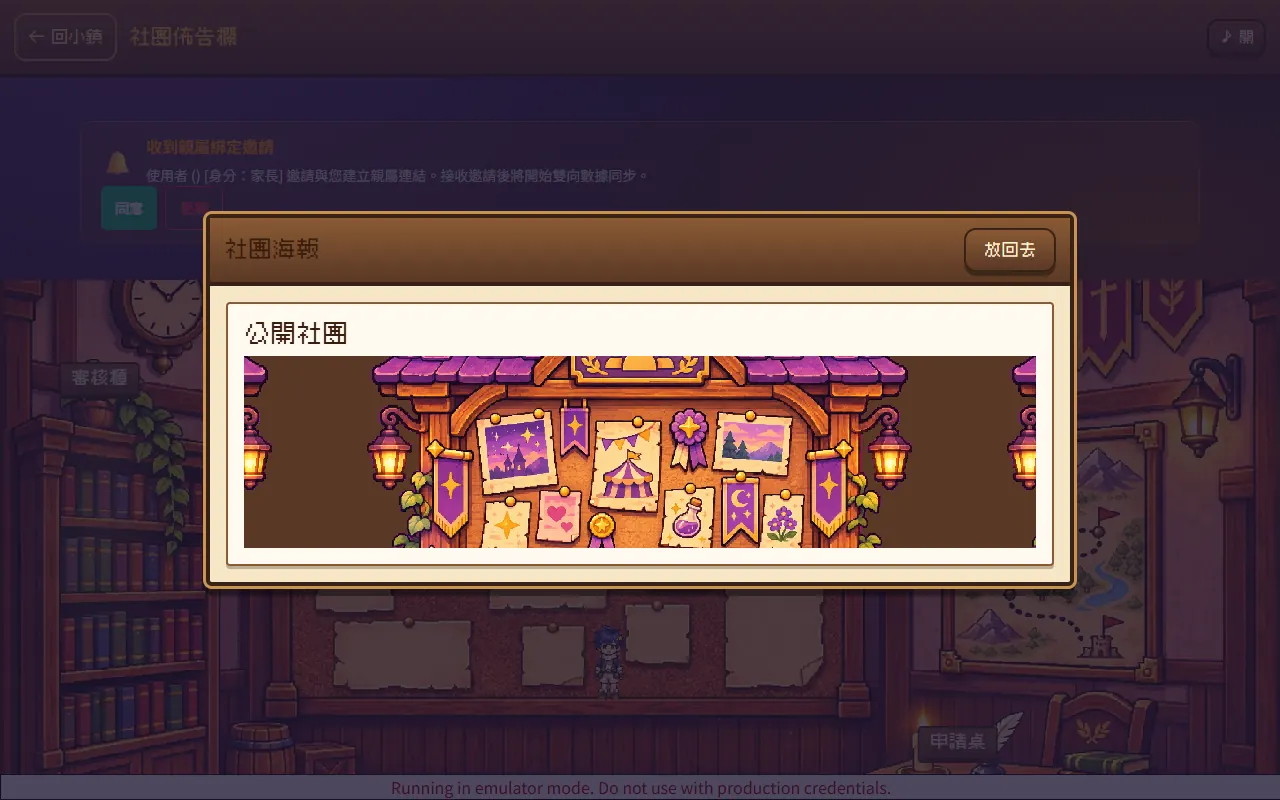 ← 回小鎮
社團佈告欄
♪ 開
收到親屬綁定邀請
使用者 () [身分：家長] 邀請與您建立親屬連結。接收邀請後將開始雙向數據同步。
同意
拒絕
社團海報
放回去
公開社團
審核櫃
申請桌
Running in emulator mode. Do not use with production credentials.